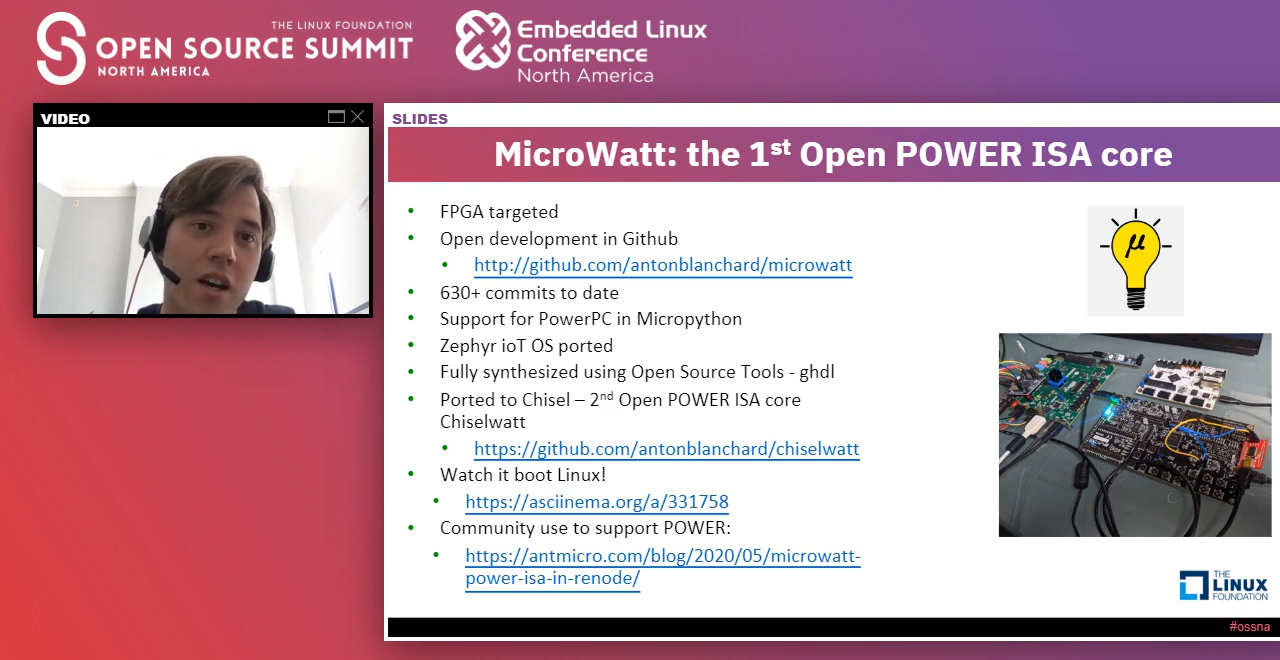 THE LINUX FOUNDATION
OPEN SOURCE SUMMIT
NORTH AMERICA
Embedded Linux
Conference
North America
VIDEO
SLIDES
MicroWatt: the 1st Open POWER ISA core
• FPGA targeted
• Open development in Github
• http://github.com/antonblanchard/microwatt
• 630+ commits to date
• Support for PowerPC in Micropython
• Zephyr ioT OS ported
• Fully synthesized using Open Source Tools - ghdl
• Ported to Chisel – 2nd Open POWER ISA core
Chiselwatt
• https://github.com/antonblanchard/chiselwatt
• Watch it boot Linux!
• https://asciinema.org/a/331758
• Community use to support POWER:
• https://antmicro.com/blog/2020/05/microwatt-
power-isa-in-renode/
μ
THE
LINUX
FOUNDATION
#ossna